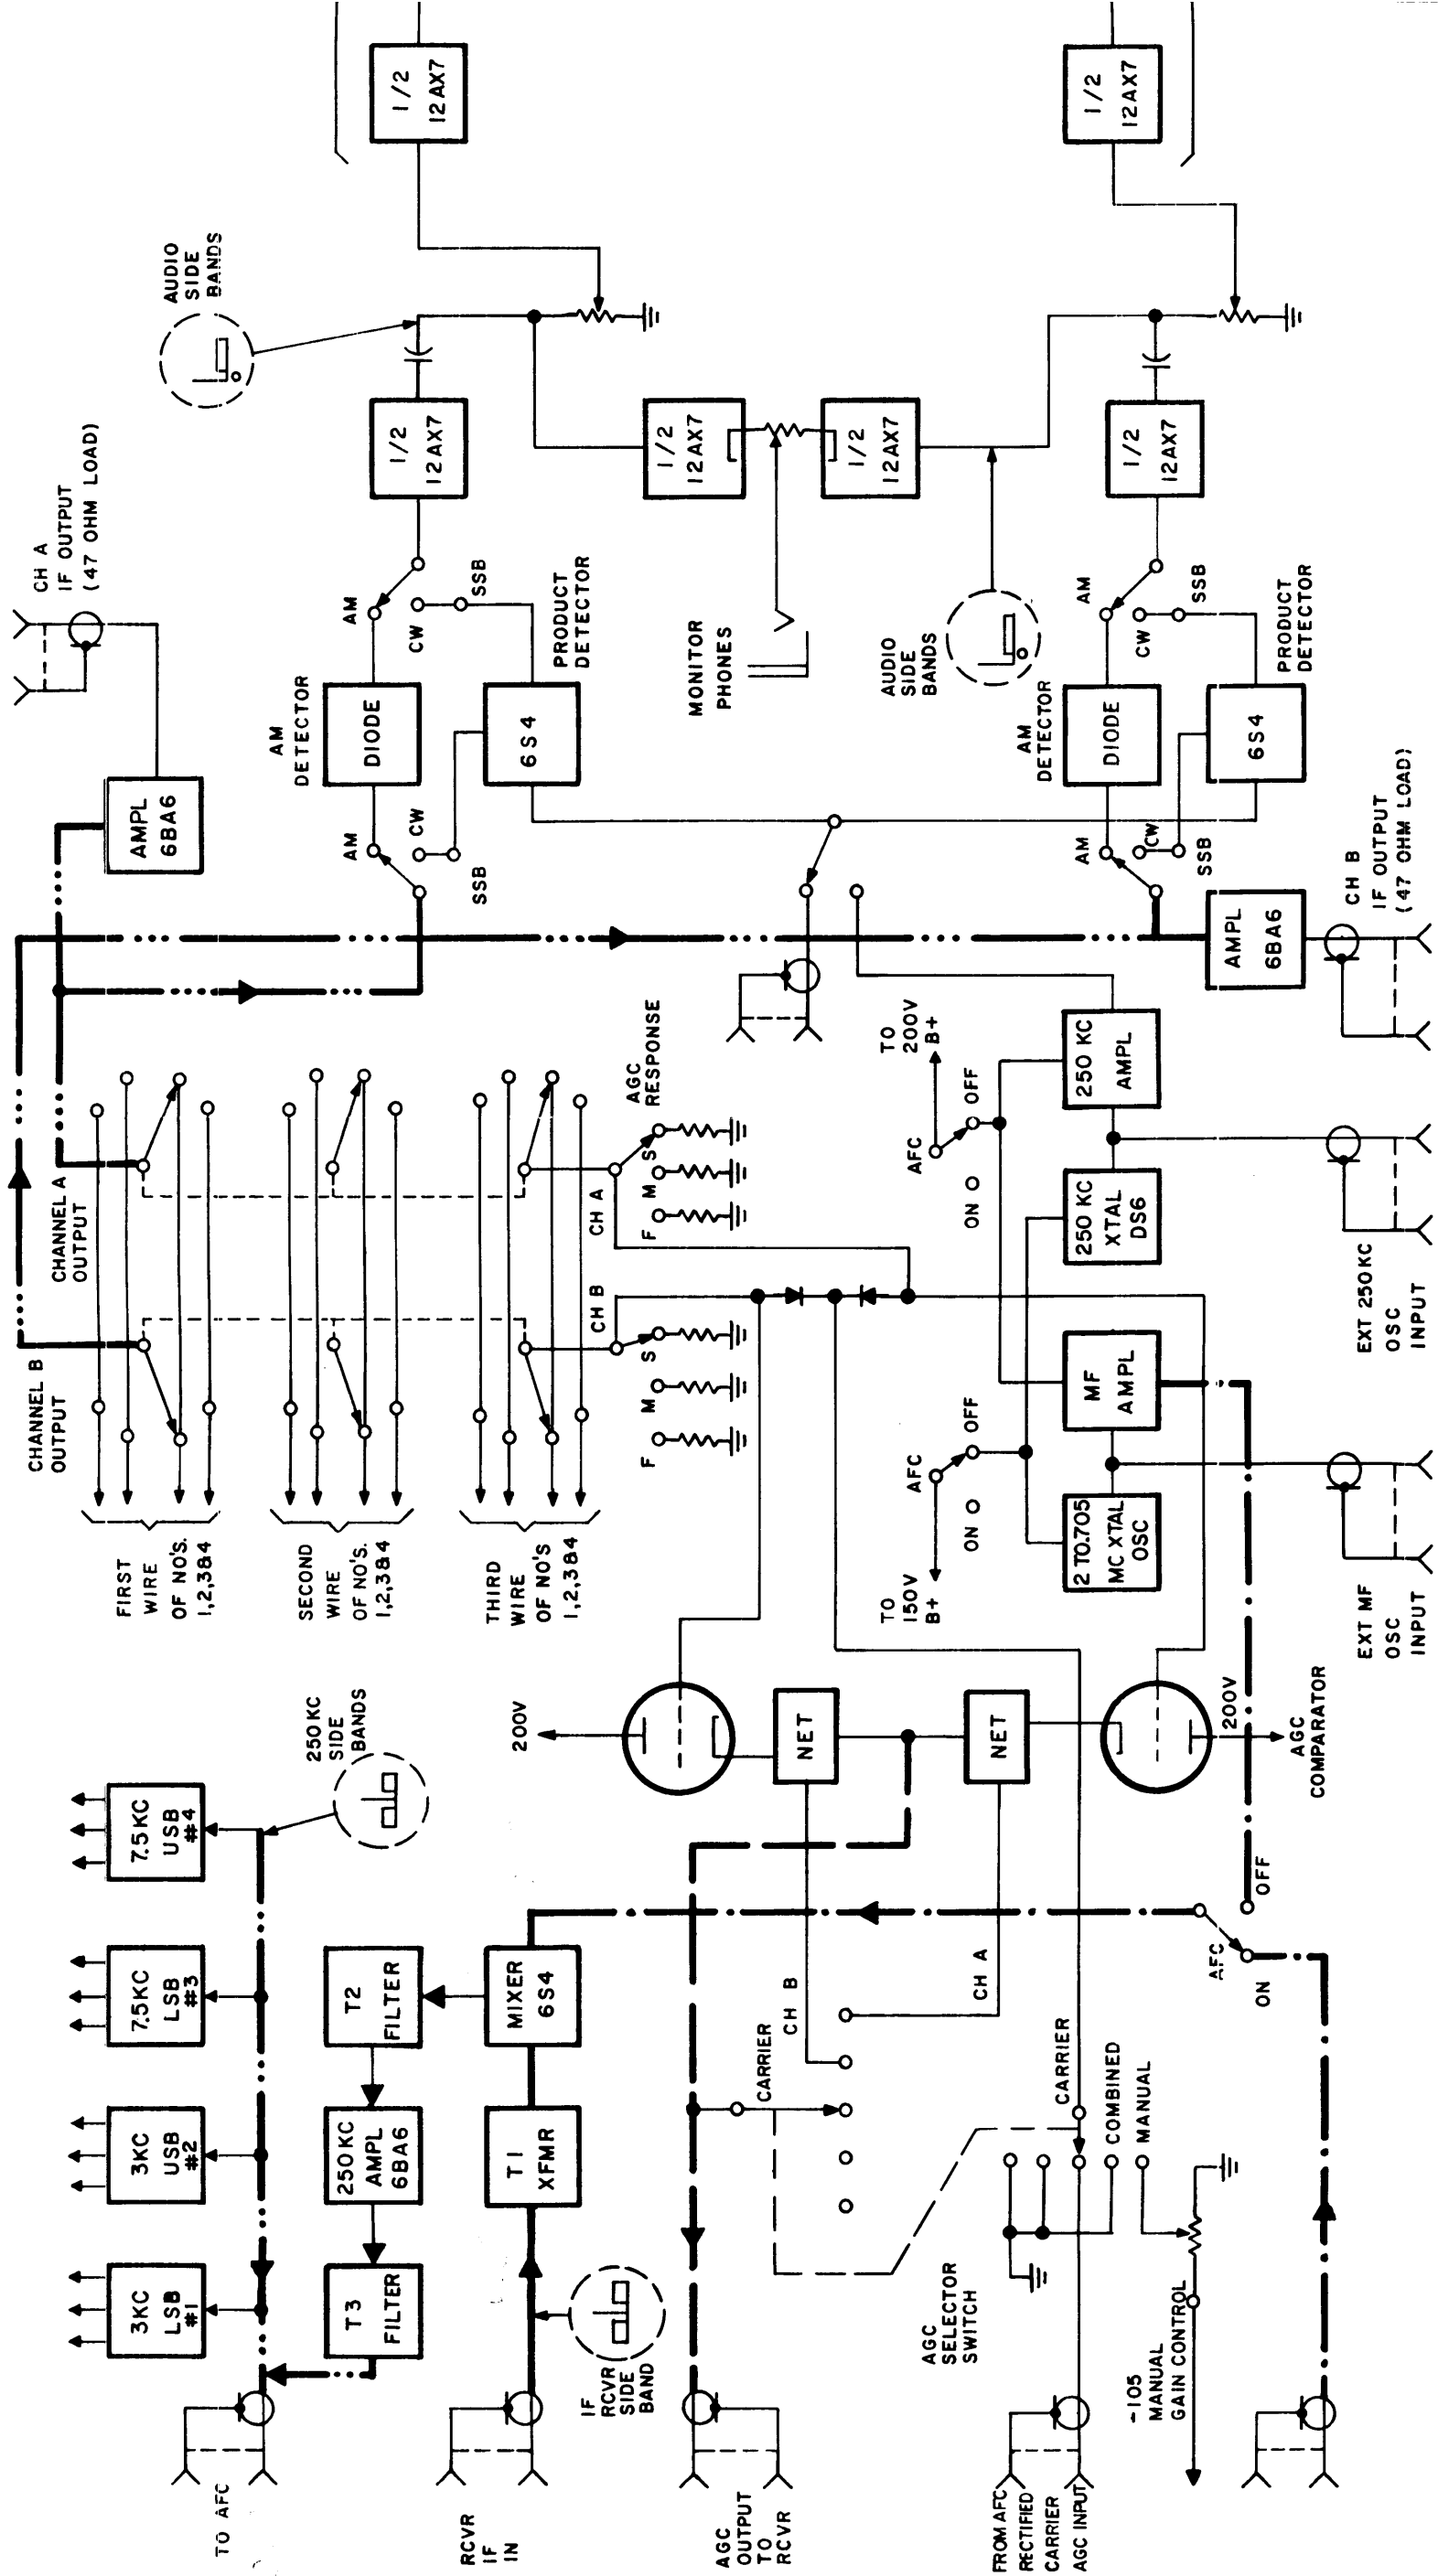 TO AFC
RCVR
IF
IN
AGC
OUTPUT
TO
RCVR
FROM AFC
RECTIFIED
CARRIER
AGC INPUT
3KC
LSB
#1
3KC
USB
#2
7.5KC
LSB
#3
7.5KC
USB
#4
250KC
SIDE
BANDS
T3
FILTER
250KC
AMPL
6BA6
T2
FILTER
IF
RCVR
SIDE
BAND
T1
XFMR
MIXER
6S4
CARRIER
CH B
CH A
AGC
SELECTOR
SWITCH
CARRIER
COMBINED
MANUAL
-105
MANUAL
GAIN CONTROL
AFC
ON
OFF
200V
NET
NET
200V
AGC
COMPARATOR
FIRST
WIRE
OF NO'S.
1,2,3&4
SECOND
WIRE
OF NO'S.
1,2,3&4
THIRD
WIRE
OF NO'S
1,2,3&4
CHANNEL B
OUTPUT
CHANNEL A
OUTPUT
CH B
CH A
F
M
S
F
M
S
AGC
RESPONSE
TO
150V
B+
AFC
ON
OFF
TO
200V
B+
AFC
ON
OFF
2 TO.705
MC XTAL
OSC
MF
AMPL
250 KC
XTAL
DS6
250 KC
AMPL
EXT MF
OSC
INPUT
EXT 250KC
OSC
INPUT
AMPL
6BA6
CH A
IF OUTPUT
(47 OHM LOAD)
AM
CW
SSB
AM
DETECTOR
DIODE
6S4
PRODUCT
DETECTOR
AM
CW
SSB
1/2
12AX7
AUDIO
SIDE
BANDS
1/2
12AX7
MONITOR
PHONES
1/2
12AX7
1/2
12AX7
AUDIO
SIDE
BANDS
AMPL
6BA6
CH B
IF OUTPUT
(47 OHM LOAD)
AM
CW
SSB
AM
DETECTOR
DIODE
6S4
PRODUCT
DETECTOR
AM
CW
SSB
1/2
12AX7
1/2
12AX7